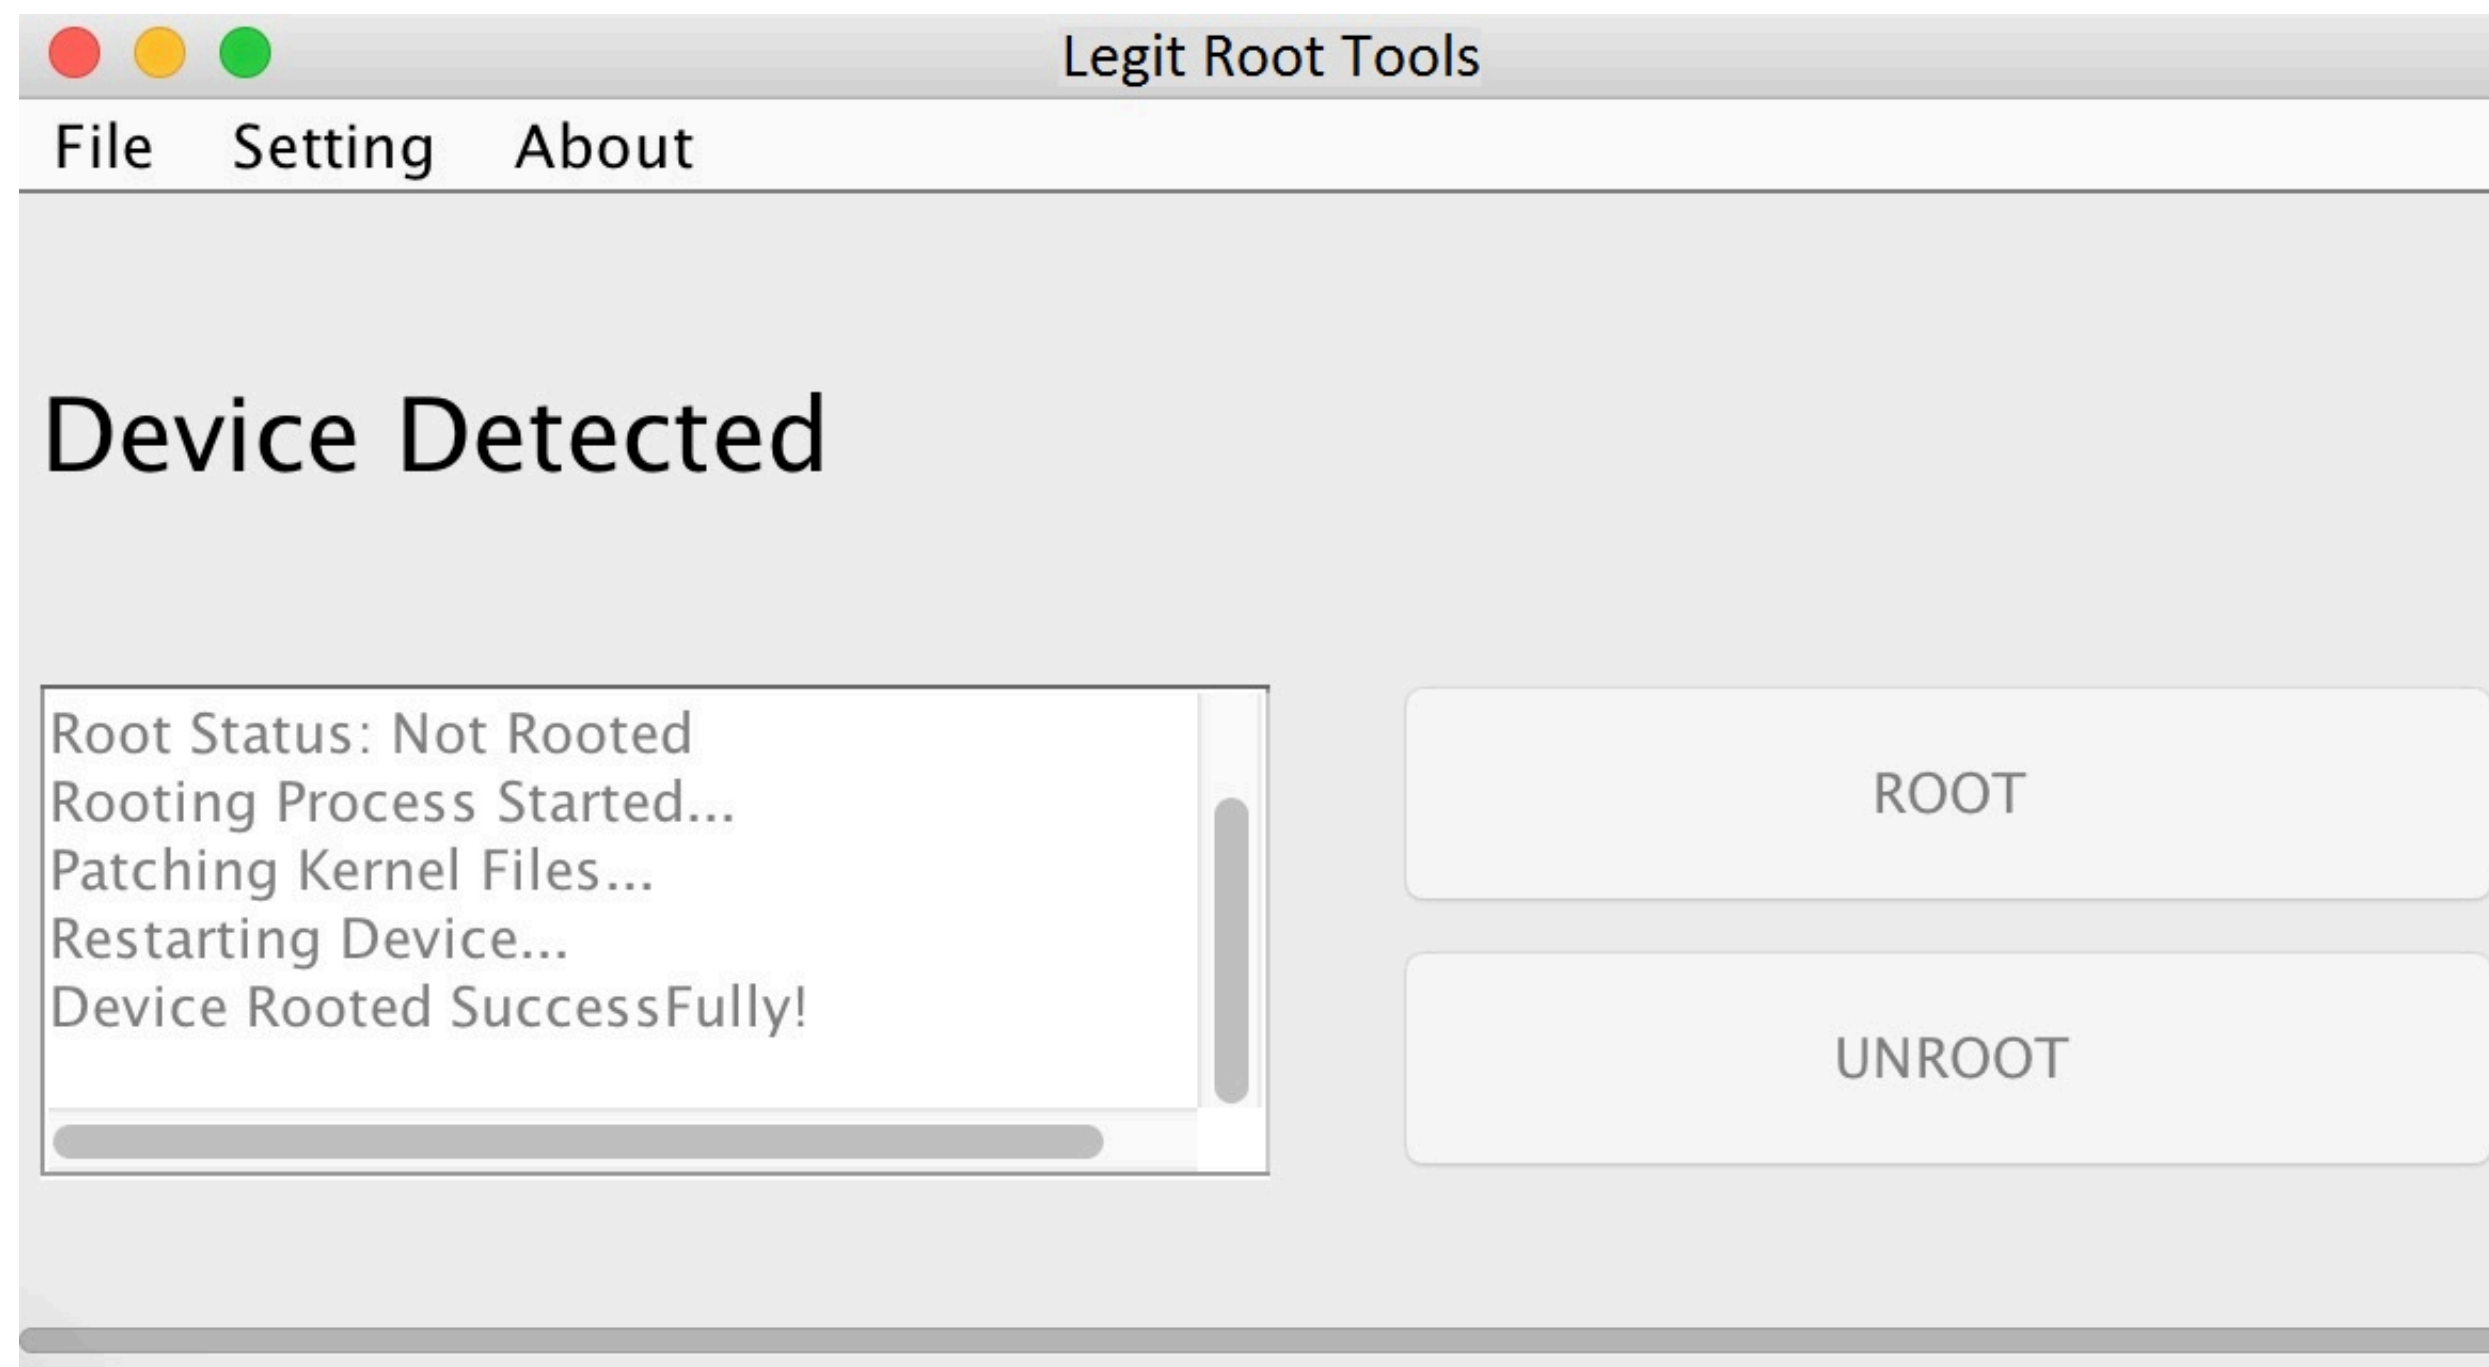 Legit Root Tools
File Setting About
Device Detected
Root Status: Not Rooted
Rooting Process Started...
Patching Kernel Files...
Restarting Device...
Device Rooted SuccessFully!
ROOT
UNROOT